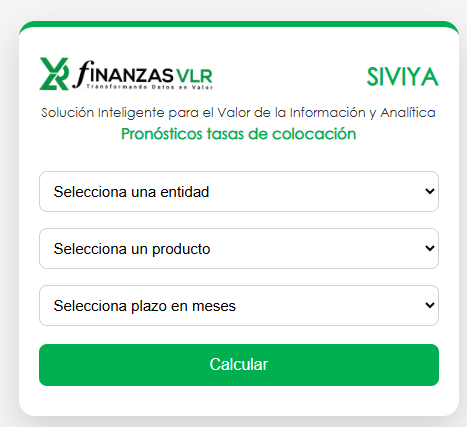 finanzas VLR
Transformando Datos en Valor
SIVIYA
Solución Inteligente para el Valor de la Información y Analítica
Pronósticos tasas de colocación
Selecciona una entidad
Selecciona un producto
Selecciona plazo en meses
Calcular